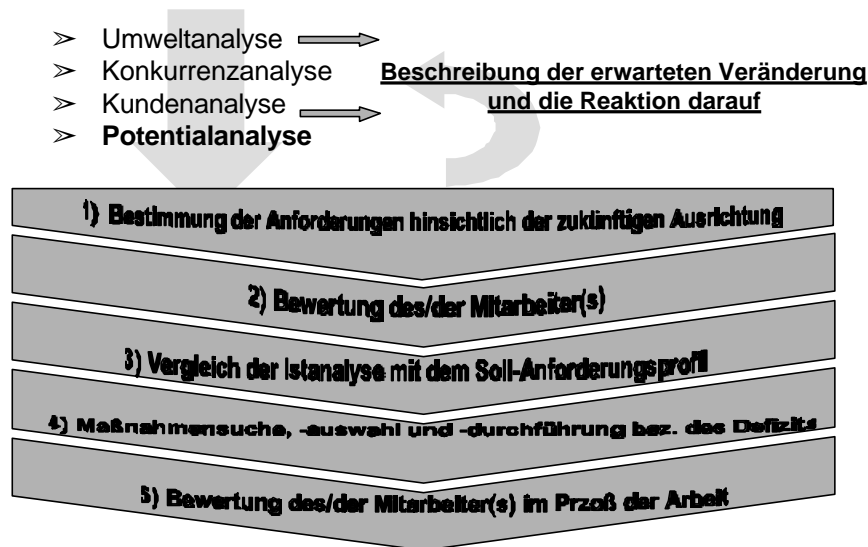 ➢ Umweltanalyse
➢ Konkurrenzanalyse
➢ Kundenanalyse
➢ Potentialanalyse
Beschreibung der erwarteten Veränderung
und die Reaktion darauf
1) Bestimmung der Anforderungen hinsichtlich der zukünftigen Ausrichtung
2) Bewertung des/der Mitarbeiter(s)
3) Vergleich der Istanalyse mit dem Soll-Anforderungsprofil
4) Maßnahmensuche, -auswahl und -durchführung bez. des Defizits
5) Bewertung des/der Mitarbeiter(s) im Przoß der Arbeit